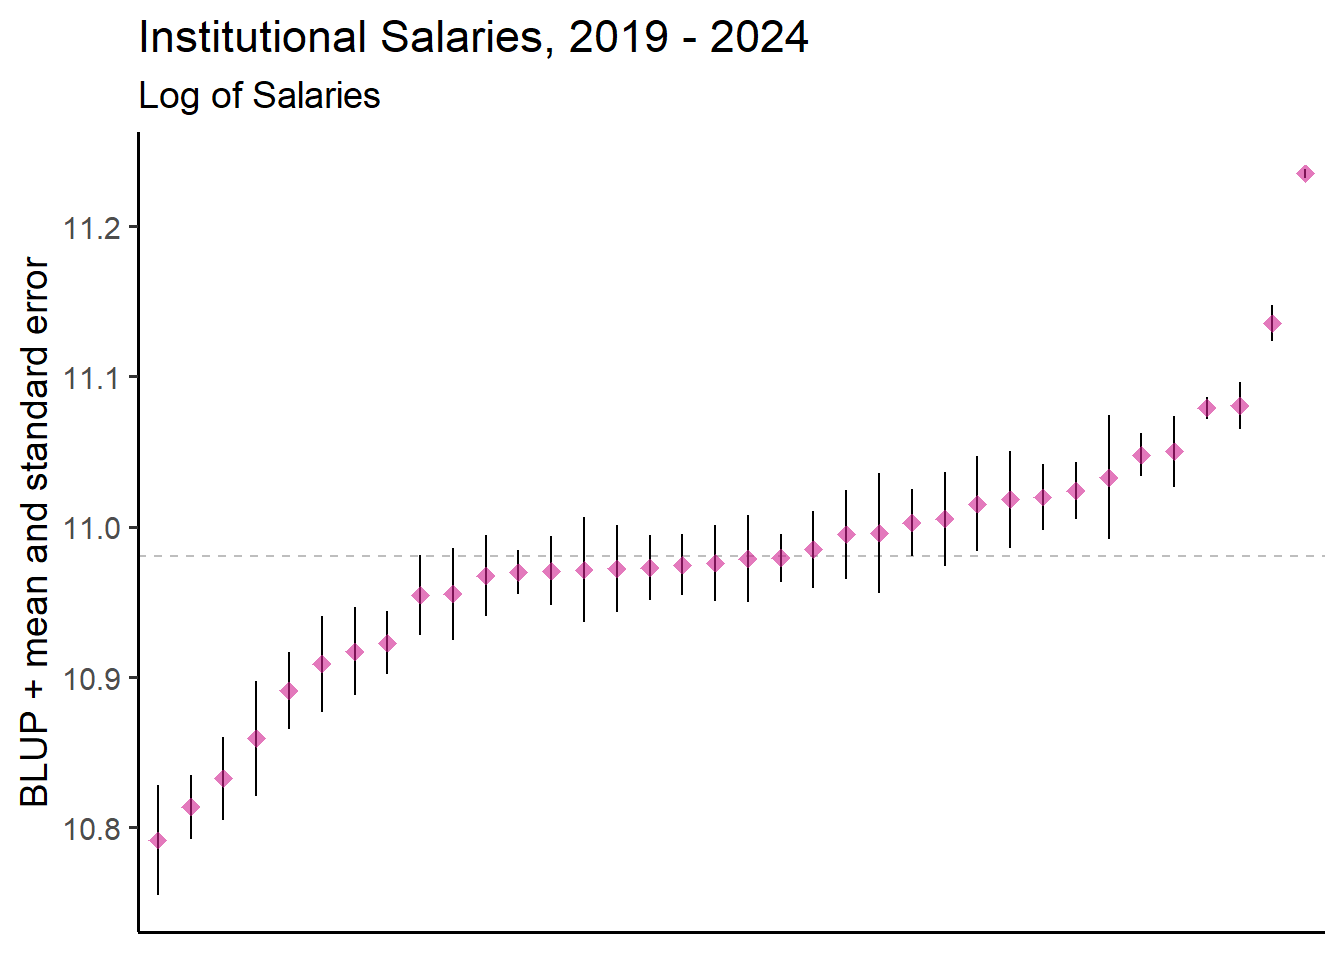 Institutional Salaries, 2019 - 2024
Log of Salaries
BLUP + mean and standard error
11.2
11.1
11.0
10.9
10.8